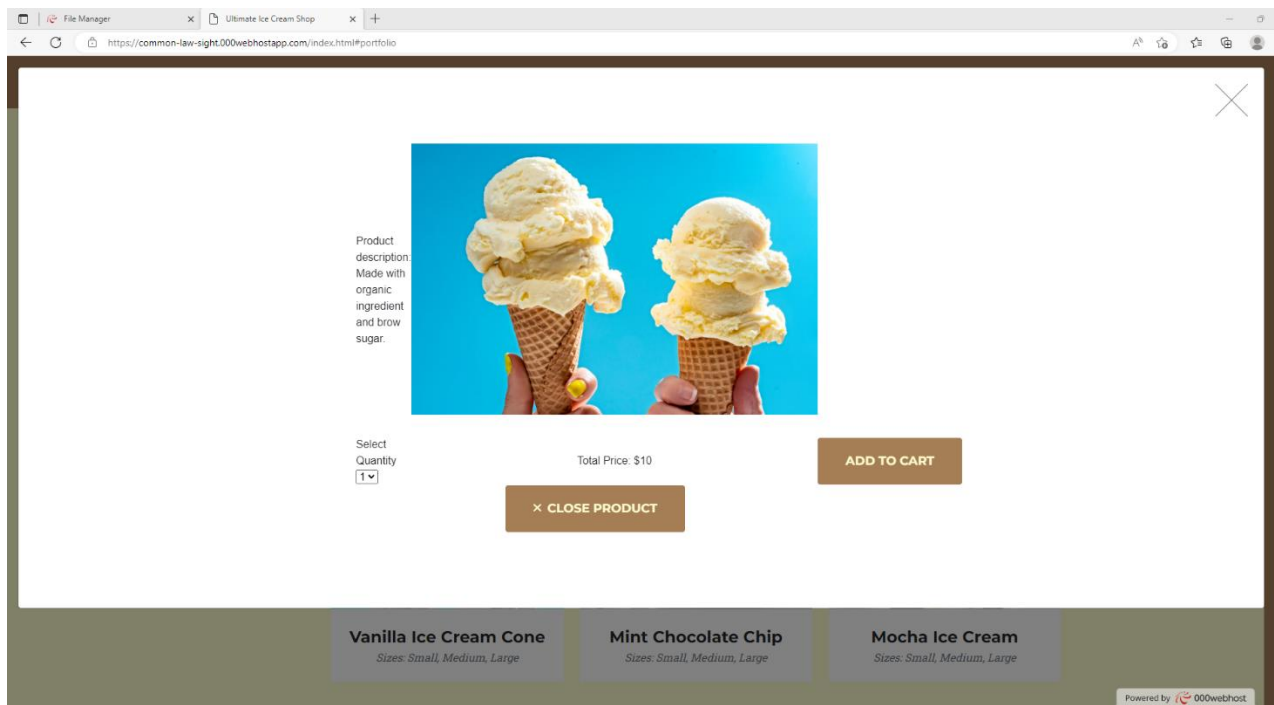 File Manager
Ultimate Ice Cream Shop
https://common-law-sight.000webhostapp.com/index.html#portfolio
Product
description:
Made with
organic
ingredient
and brow
sugar.
Select
Quantity
1
Total Price: $10
ADD TO CART
× CLOSE PRODUCT
Vanilla Ice Cream Cone
Mint Chocolate Chip
Mocha Ice Cream
Sizes: Small, Medium, Large
Sizes: Small, Medium, Large
Sizes: Small, Medium, Large
Powered by 000webhost